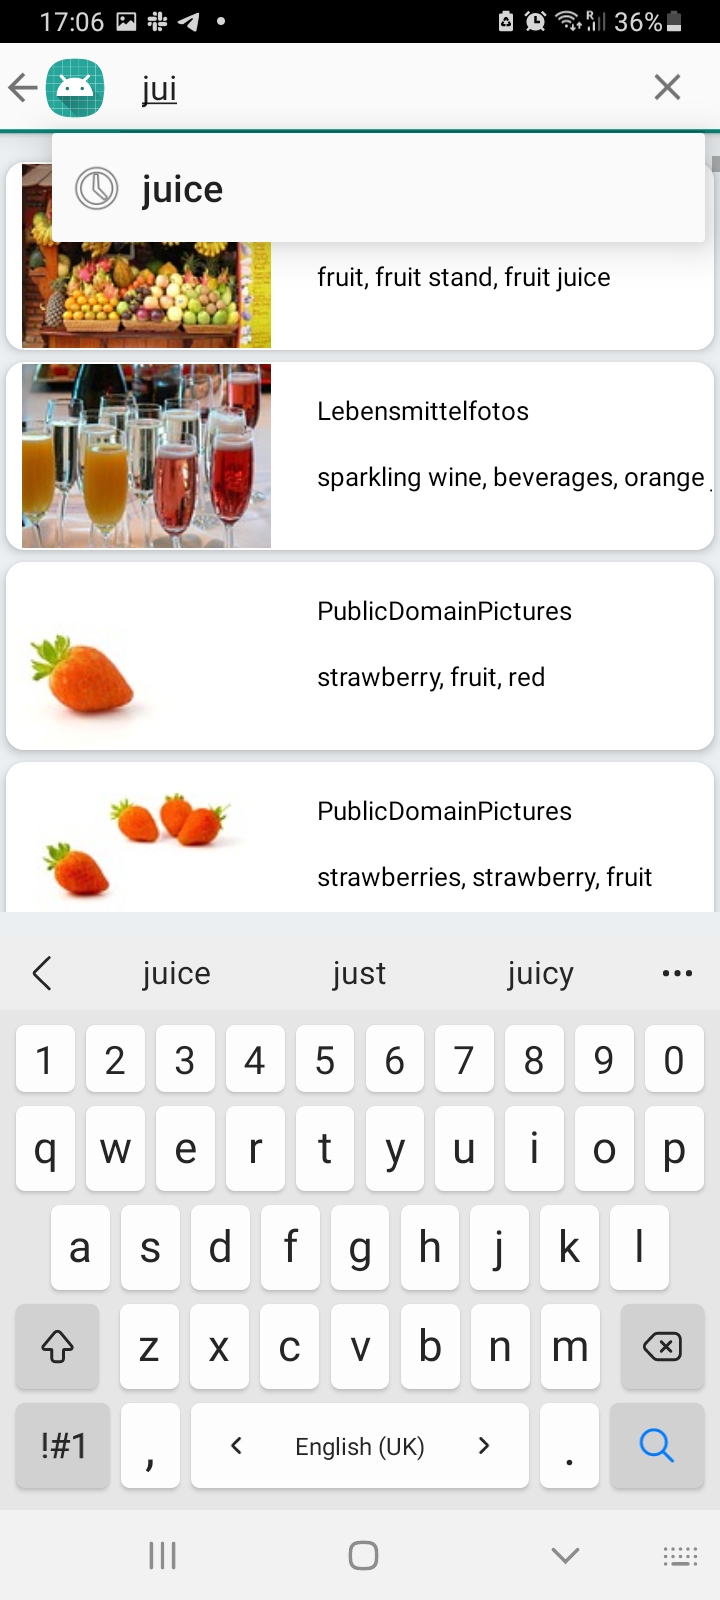 17:06
R
36%
jui
juice
fruit, fruit stand, fruit juice
Lebensmittelfotos
sparkling wine, beverages, orange
PublicDomainPictures
strawberry, fruit, red
PublicDomainPictures
strawberries, strawberry, fruit
juice just juicy
1 2 3 4 5 6 7 8 9 0
q w e r t y u i o p
a s d f g h j k l
z x c v b n m
!#1 , English (UK) .